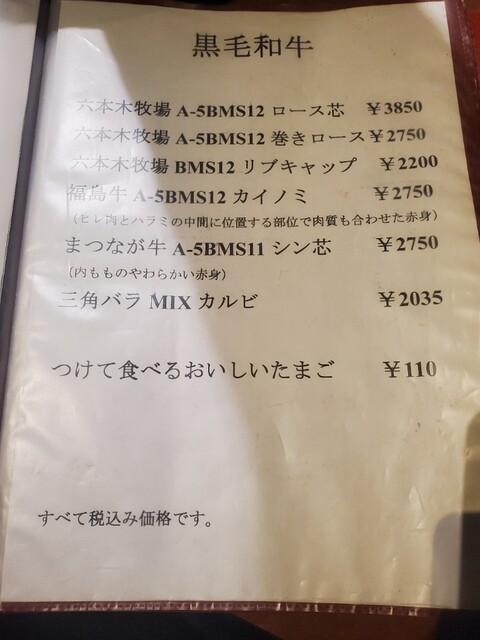 黒毛和牛
六本木牧場 A-5BMS12 ロース芯 ¥3850
六本木牧場 A-5BMS12 巻きロース¥2750
六本木牧場 BMS12 リブキャップ ¥2200
福島牛 A-5BMS12 カイノミ ¥2750
(ヒレ肉とハラミの中間に位置する部位で肉質も合わせた赤身)
まつなが牛 A-5BMS11 シン芯 ¥2750
(内もものやわらかい赤身)
三角バラ MIX カルビ ¥2035
つけて食べるおいしいたまご ¥110
すべて税込み価格です。